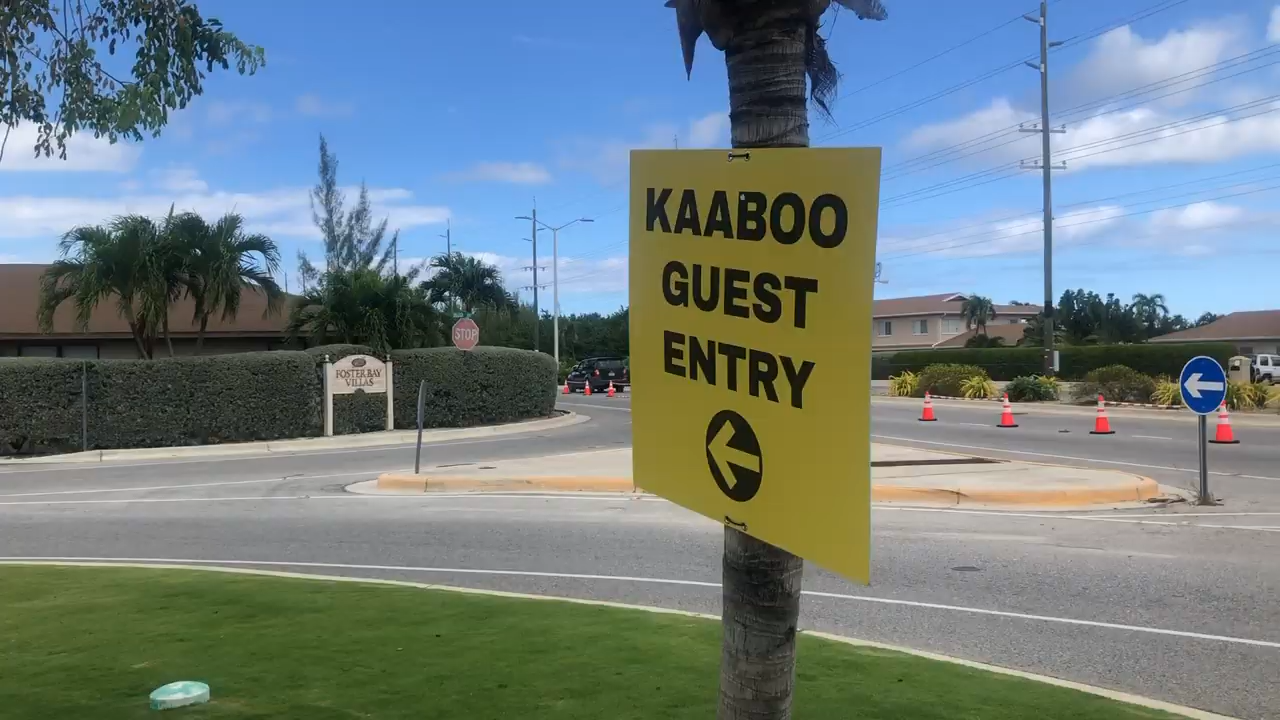 KAABOO
GUEST
ENTRY
STOP
FOSTER BAY
VILLAS